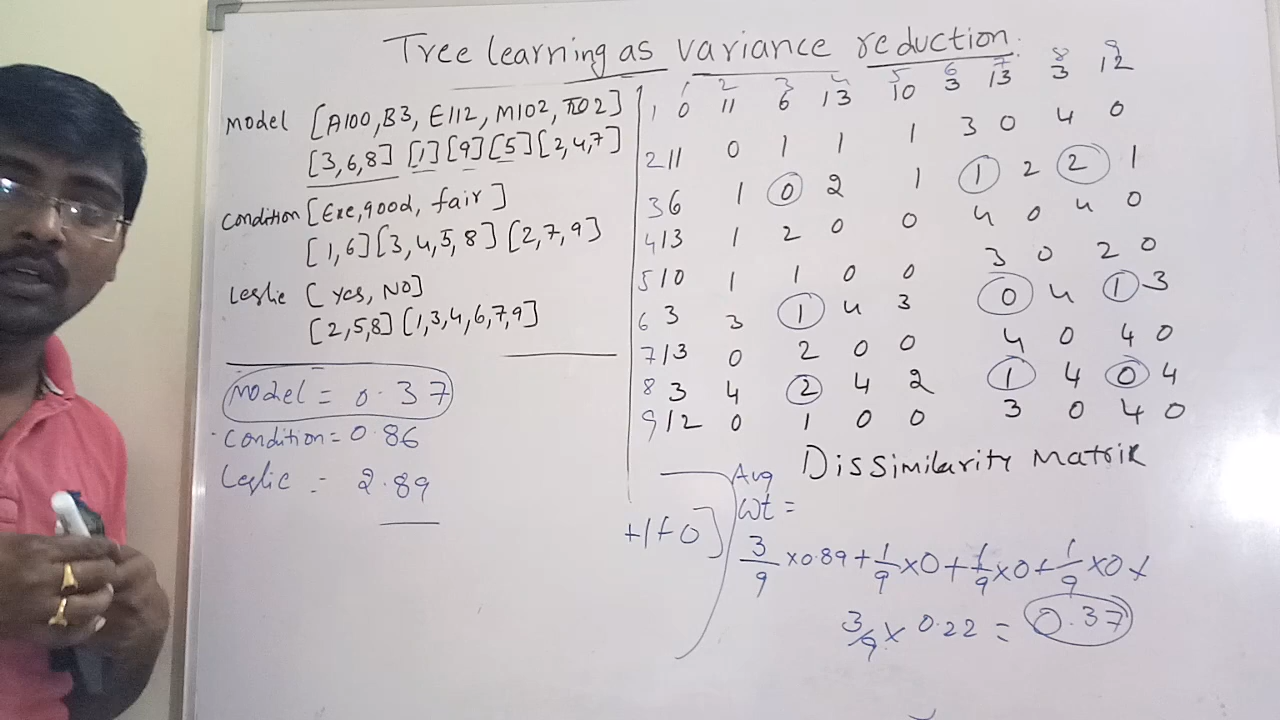 Tree learning as variance reduction.
Model [A100, B3, E112, M102, T02]
[3,6,8] [1] [9] [5] [2,4,7]
Condition [Exe, good, fair]
[1,6] [3,4,5,8] [2,7,9]
Leslie [Yes, NO]
[2,5,8] [1,3,4,6,7,9]
Model = 0.37
Condition = 0.86
Leslie = 2.89
1 2 3 4 5 6 7 8 9
1 0 11 6 13 10 3 13 3 12
2 11 0 1 1 1 3 0 4 0
3 6 1 0 2 1 1 2 2 1
4 13 1 2 0 0 4 0 4 0
5 10 1 1 0 0 3 0 2 0
6 3 3 1 4 3 0 4 1 3
7 13 0 2 0 0 4 0 4 0
8 3 4 2 4 2 1 4 0 4
9 12 0 1 0 0 3 0 4 0
Dissimilarity Matrix
+1+0]
Avg
Wt =
3/9 x 0.89 + 1/9 x 0 + 1/9 x 0 + 1/9 x 0 +
3/9 x 0.22 = 0.37